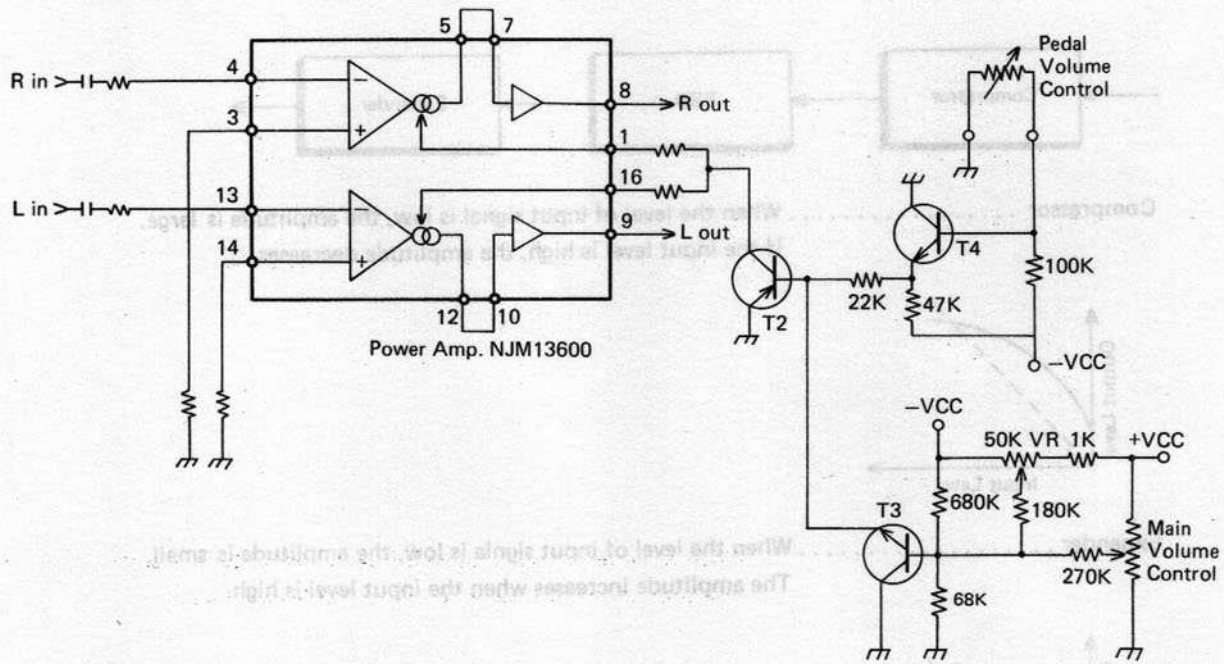 5 7
R in
4
8
R out
3
1
16
L in
13
9
L out
14
12 10
Power Amp. NJM13600
Pedal
Volume
Control
T4
100K
22K
47K
T2
-VCC
-VCC
50K VR 1K
+VCC
T3
680K
180K
Main
Volume
Control
270K
68K
Compressor
When the level of input signal is low, the amplitude is large.
If the input level is high, the amplitude decreases.
Input Level
When the level of input signla is low, the amplitude is small.
The amplitude increases when the input level is high.